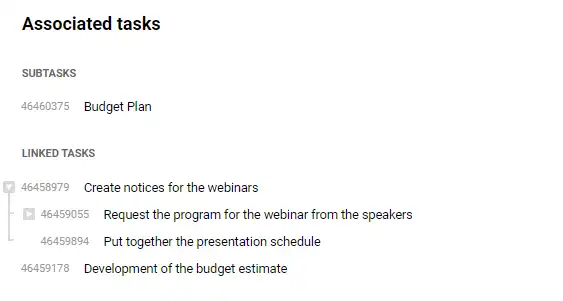 Associated tasks
SUBTASKS
46460375 Budget Plan
LINKED TASKS
46458979 Create notices for the webinars
46459055 Request the program for the webinar from the speakers
46459894 Put together the presentation schedule
46459178 Development of the budget estimate